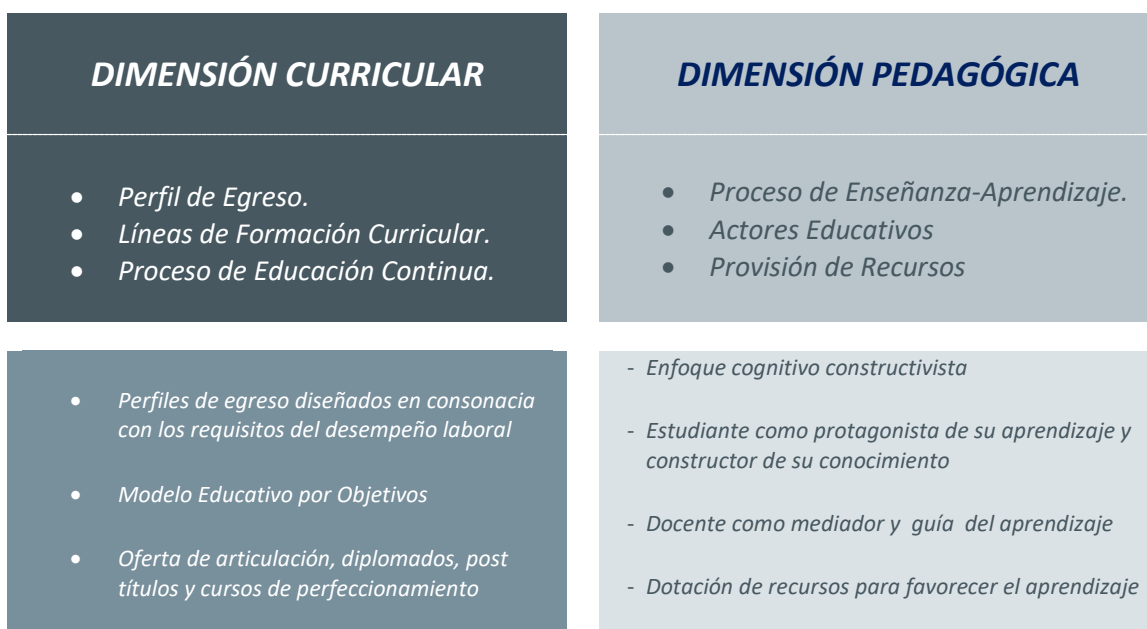 DIMENSIÓN CURRICULAR
• Perfil de Egreso.
• Líneas de Formación Curricular.
• Proceso de Educación Continua.
• Perfiles de egreso diseñados en consonacia
con los requisitos del desempeño laboral
• Modelo Educativo por Objetivos
• Oferta de articulación, diplomados, post
títulos y cursos de perfeccionamiento
DIMENSIÓN PEDAGÓGICA
• Proceso de Enseñanza-Aprendizaje.
• Actores Educativos
• Provisión de Recursos
- Enfoque cognitivo constructivista
- Estudiante como protagonista de su aprendizaje y
constructor de su conocimiento
- Docente como mediador y guía del aprendizaje
- Dotación de recursos para favorecer el aprendizaje